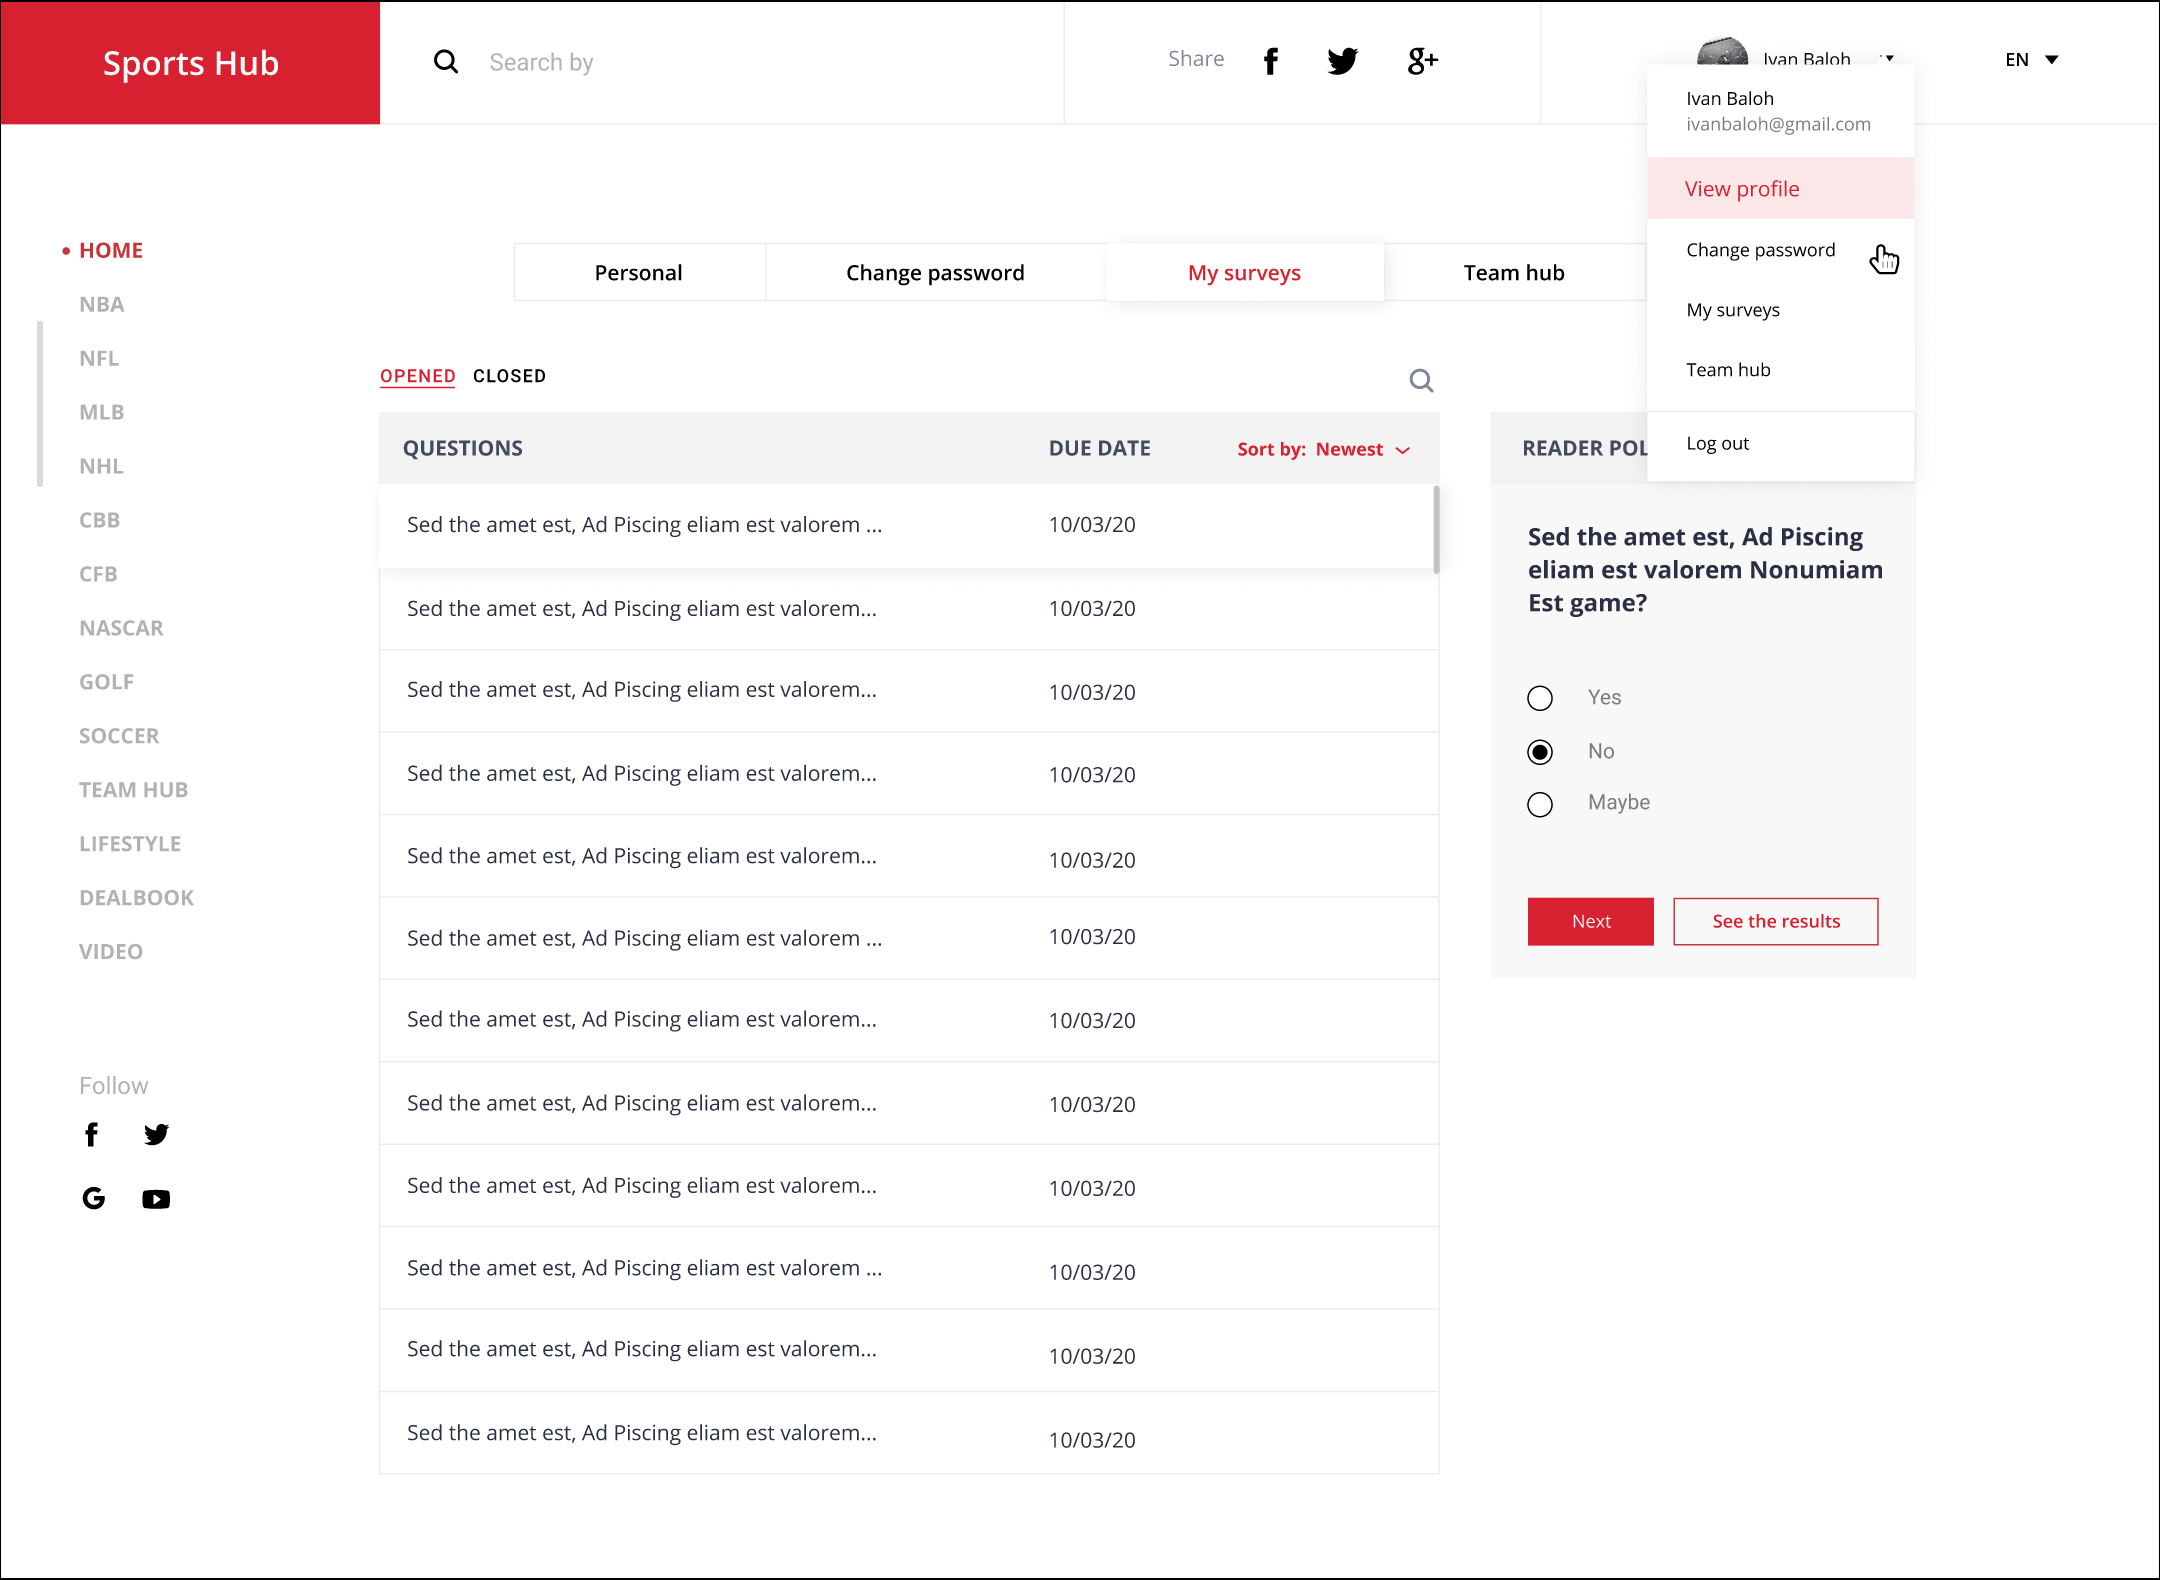 Sports Hub
Search by
Share
Ivan Baloh
EN
Ivan Baloh
ivanbaloh@gmail.com
View profile
Change password
My surveys
Team hub
Log out
HOME
NBA
NFL
MLB
NHL
CBB
CFB
NASCAR
GOLF
SOCCER
TEAM HUB
LIFESTYLE
DEALBOOK
VIDEO
Follow
Personal
Change password
My surveys
Team hub
OPENED CLOSED
QUESTIONS DUE DATE Sort by: Newest
Sed the amet est, Ad Piscing eliam est valorem ... 10/03/20
Sed the amet est, Ad Piscing eliam est valorem... 10/03/20
Sed the amet est, Ad Piscing eliam est valorem... 10/03/20
Sed the amet est, Ad Piscing eliam est valorem... 10/03/20
Sed the amet est, Ad Piscing eliam est valorem... 10/03/20
Sed the amet est, Ad Piscing eliam est valorem ... 10/03/20
Sed the amet est, Ad Piscing eliam est valorem... 10/03/20
Sed the amet est, Ad Piscing eliam est valorem... 10/03/20
Sed the amet est, Ad Piscing eliam est valorem... 10/03/20
Sed the amet est, Ad Piscing eliam est valorem ... 10/03/20
Sed the amet est, Ad Piscing eliam est valorem... 10/03/20
Sed the amet est, Ad Piscing eliam est valorem... 10/03/20
READER POL
Sed the amet est, Ad Piscing
eliam est valorem Nonumiam
Est game?
Yes
No
Maybe
Next
See the results